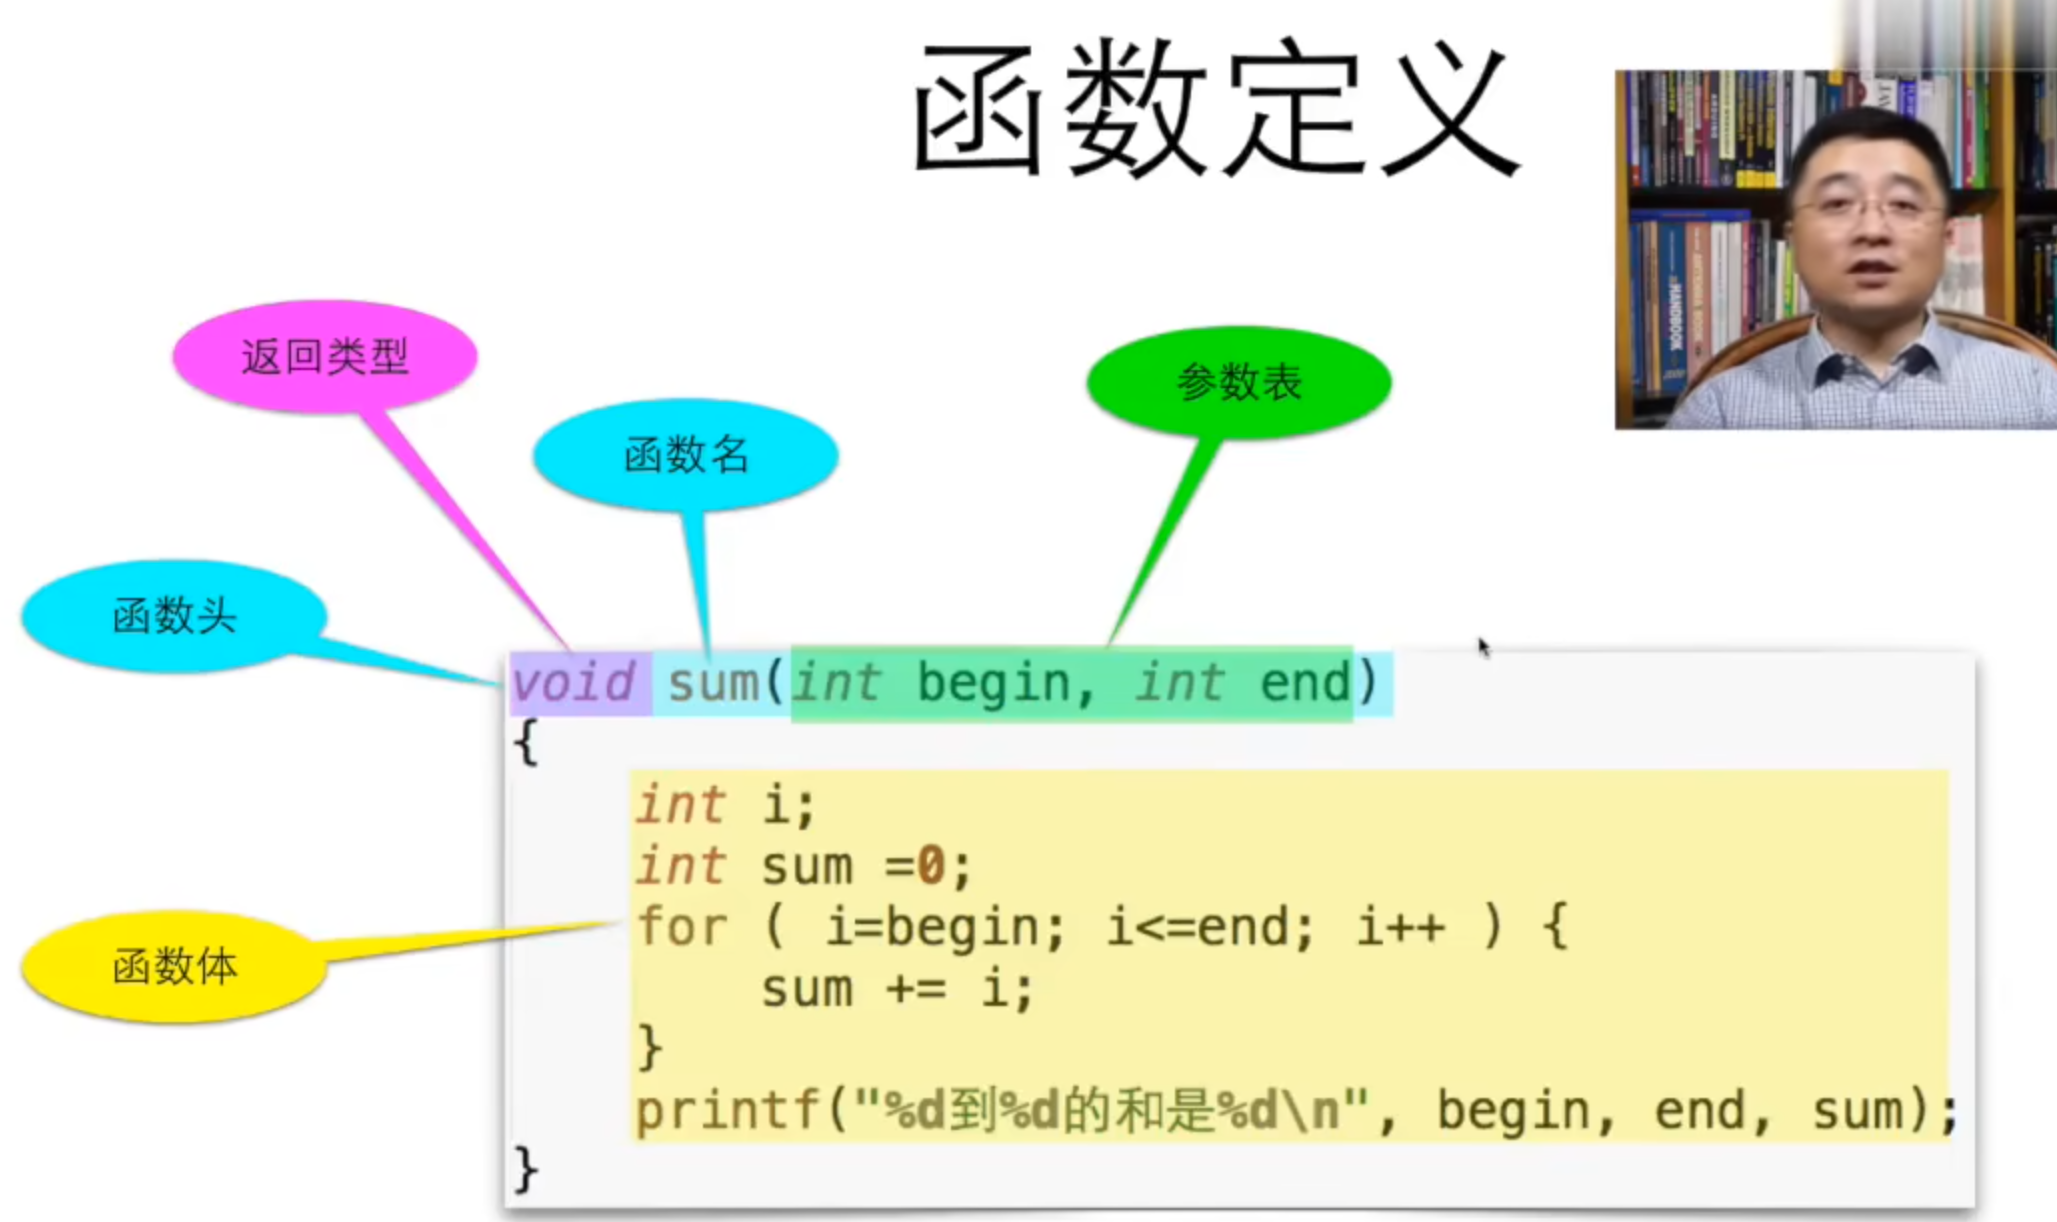 函数定义
返回类型
函数名
参数表
函数头
函数体
void sum(int begin, int end)
{
int i;
int sum =0;
for ( i=begin; i<=end; i++ ) {
sum += i;
}
printf("%d到%d的和是%d\n", begin, end, sum);
}
HANDBOOK